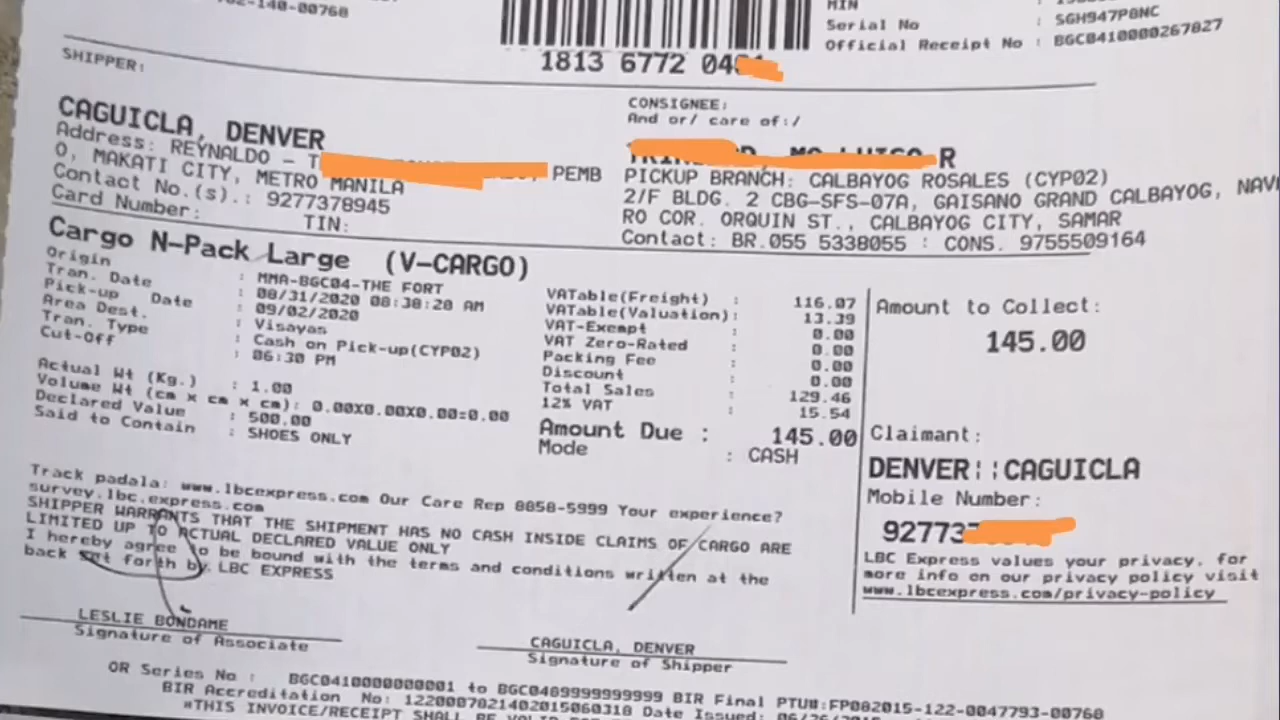 -140-00768
1813 6772 04
MIN
Serial No : SGH947P8NC
Official Receipt No : BGC0410000267827
SHIPPER:
CAGUICLA, DENVER
Address: REYNALDO - T PEMB
O, MAKATI CITY, METRO MANILA
Contact No.(s).: 9277378945
Card Number: TIN:
CONSIGNEE:
And or/ care of:/
R
PICKUP BRANCH: CALBAYOG ROSALES (CYP02)
2/F BLDG. 2 CBG-SFS-07A, GAISANO GRAND CALBAYOG, NAV
RO COR. ORQUIN ST., CALBAYOG CITY, SAMAR
Contact: BR.055 5338055 : CONS. 9755509164
Cargo N-Pack Large (V-CARGO)
Origin : MMA-BGC04-THE FORT
Tran. Date : 08/31/2020 08:38:28 AM
Pick-up Date : 09/02/2020
Area Dest. : Visayas
Tran. Type : Cash on Pick-up(CYP02)
Cut-Off : 06:30 PM
Actual Wt (Kg.) : 1.00
Volume Wt (cm x cm x cm): 0.00X0.00X0.00=0.00
Declared Value : 500.00
Said to Contain : SHOES ONLY
VATable(Freight) : 116.07
VATable(Valuation): 13.39
VAT-Exempt : 0.00
VAT Zero-Rated : 0.00
Packing Fee : 0.00
Discount : 0.00
Total Sales : 129.46
12% VAT : 15.54
Amount Due : 145.00
Mode : CASH
Amount to Collect:
145.00
Claimant:
DENVER::CAGUICLA
Mobile Number:
92773
LBC Express values your privacy. for
more info on our privacy policy visit
www.lbcexpress.com/privacy-policy
Track padala: www.lbcexpress.com Our Care Rep 8858-5999 Your experience?
survey.lbc.express.com
SHIPPER WARRANTS THAT THE SHIPMENT HAS NO CASH INSIDE CLAIMS OF CARGO ARE
LIMITED UP TO ACTUAL DECLARED VALUE ONLY
I hereby agree to be bound with the terms and conditions written at the
back set forth by LBC EXPRESS
LESLIE BONDAME
Signature of Associate
CAGUICLA, DENVER
Signature of Shipper
OR Series No : BGC0410000000001 to BGC0409999999999 BIR Final PTU#:FP082015-122-0047793-00768
BIR Accreditation No: 1220007021402015060318 Date Issued:
*THIS INVOICE/RECEIPT SHALL BE VALID FOR